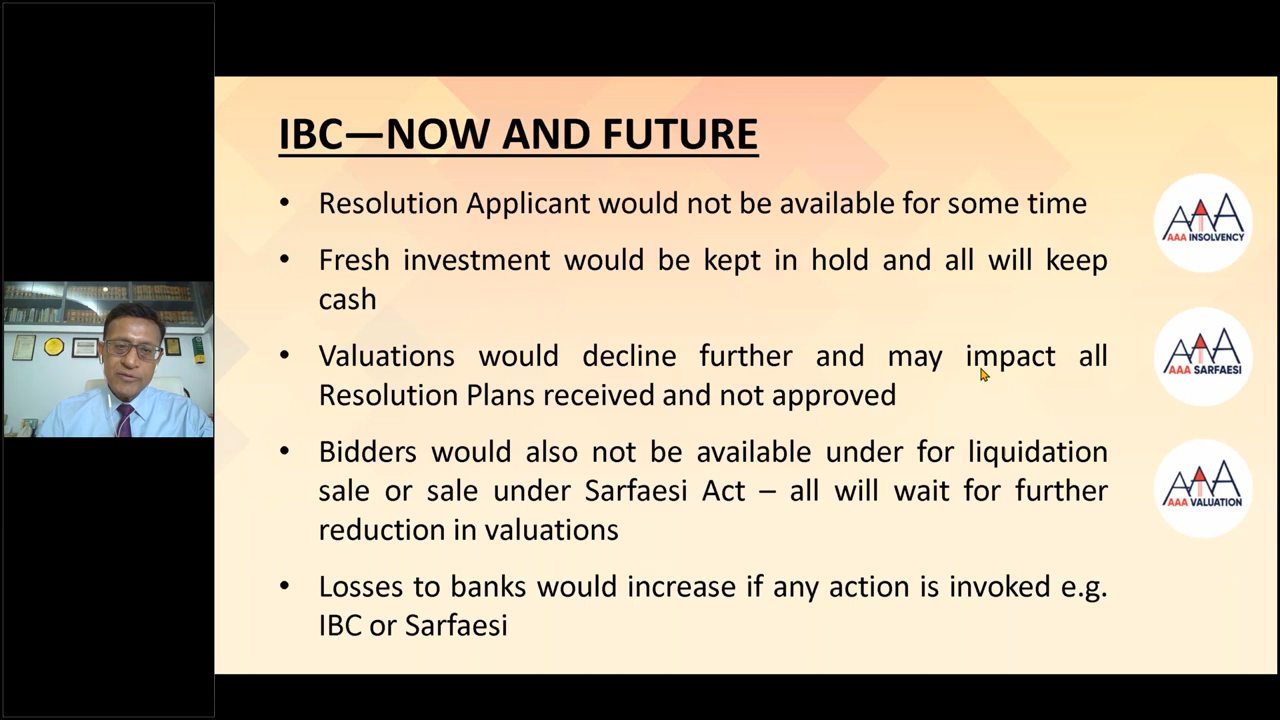 IBC—NOW AND FUTURE
• Resolution Applicant would not be available for some time
• Fresh investment would be kept in hold and all will keep
cash
• Valuations would decline further and may impact all
Resolution Plans received and not approved
• Bidders would also not be available under for liquidation
sale or sale under Sarfaesi Act – all will wait for further
reduction in valuations
• Losses to banks would increase if any action is invoked e.g.
IBC or Sarfaesi
AAA INSOLVENCY
AAA SARFAESI
AAA VALUATION